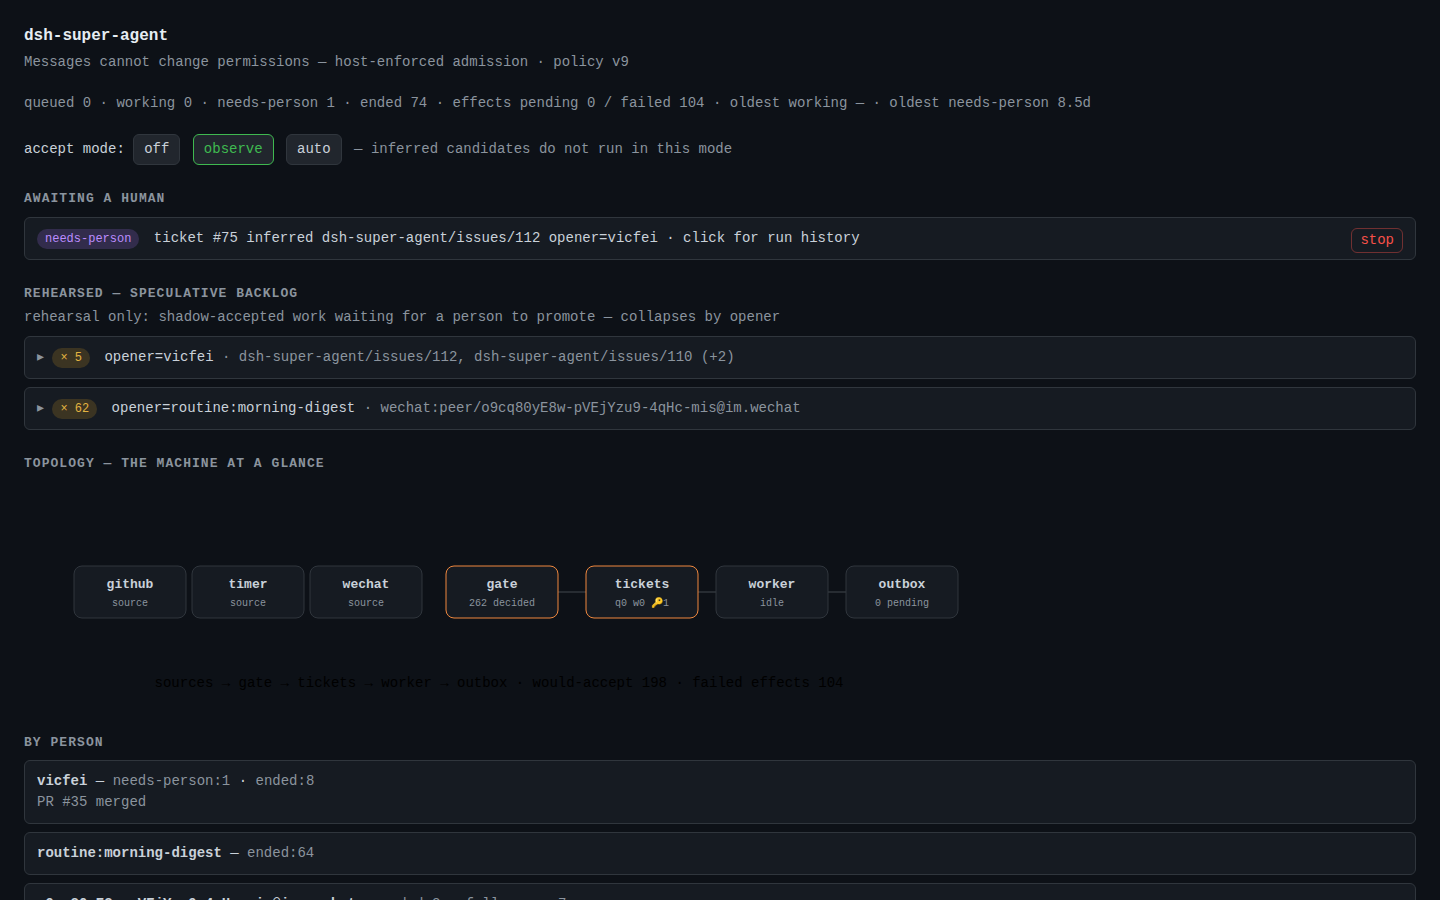 dsh-super-agent
Messages cannot change permissions — host-enforced admission · policy v9
queued 0 · working 0 · needs-person 1 · ended 74 · effects pending 0 / failed 104 · oldest working — · oldest needs-person 8.5d
accept mode: off observe auto — inferred candidates do not run in this mode
AWAITING A HUMAN
needs-person ticket #75 inferred dsh-super-agent/issues/112 opener=vicfei · click for run history stop
REHEARSED — SPECULATIVE BACKLOG
rehearsal only: shadow-accepted work waiting for a person to promote — collapses by opener
▶ × 5 opener=vicfei · dsh-super-agent/issues/112, dsh-super-agent/issues/110 (+2)
▶ × 62 opener=routine:morning-digest · wechat:peer/o9cq80yE8w-pVEjYzu9-4qHc-mis@im.wechat
TOPOLOGY — THE MACHINE AT A GLANCE
github timer wechat gate tickets worker outbox
source source source 262 decided q0 w0 🔑1 idle 0 pending
sources → gate → tickets → worker → outbox · would-accept 198 · failed effects 104
BY PERSON
vicfei — needs-person:1 · ended:8
PR #35 merged
routine:morning-digest — ended:64